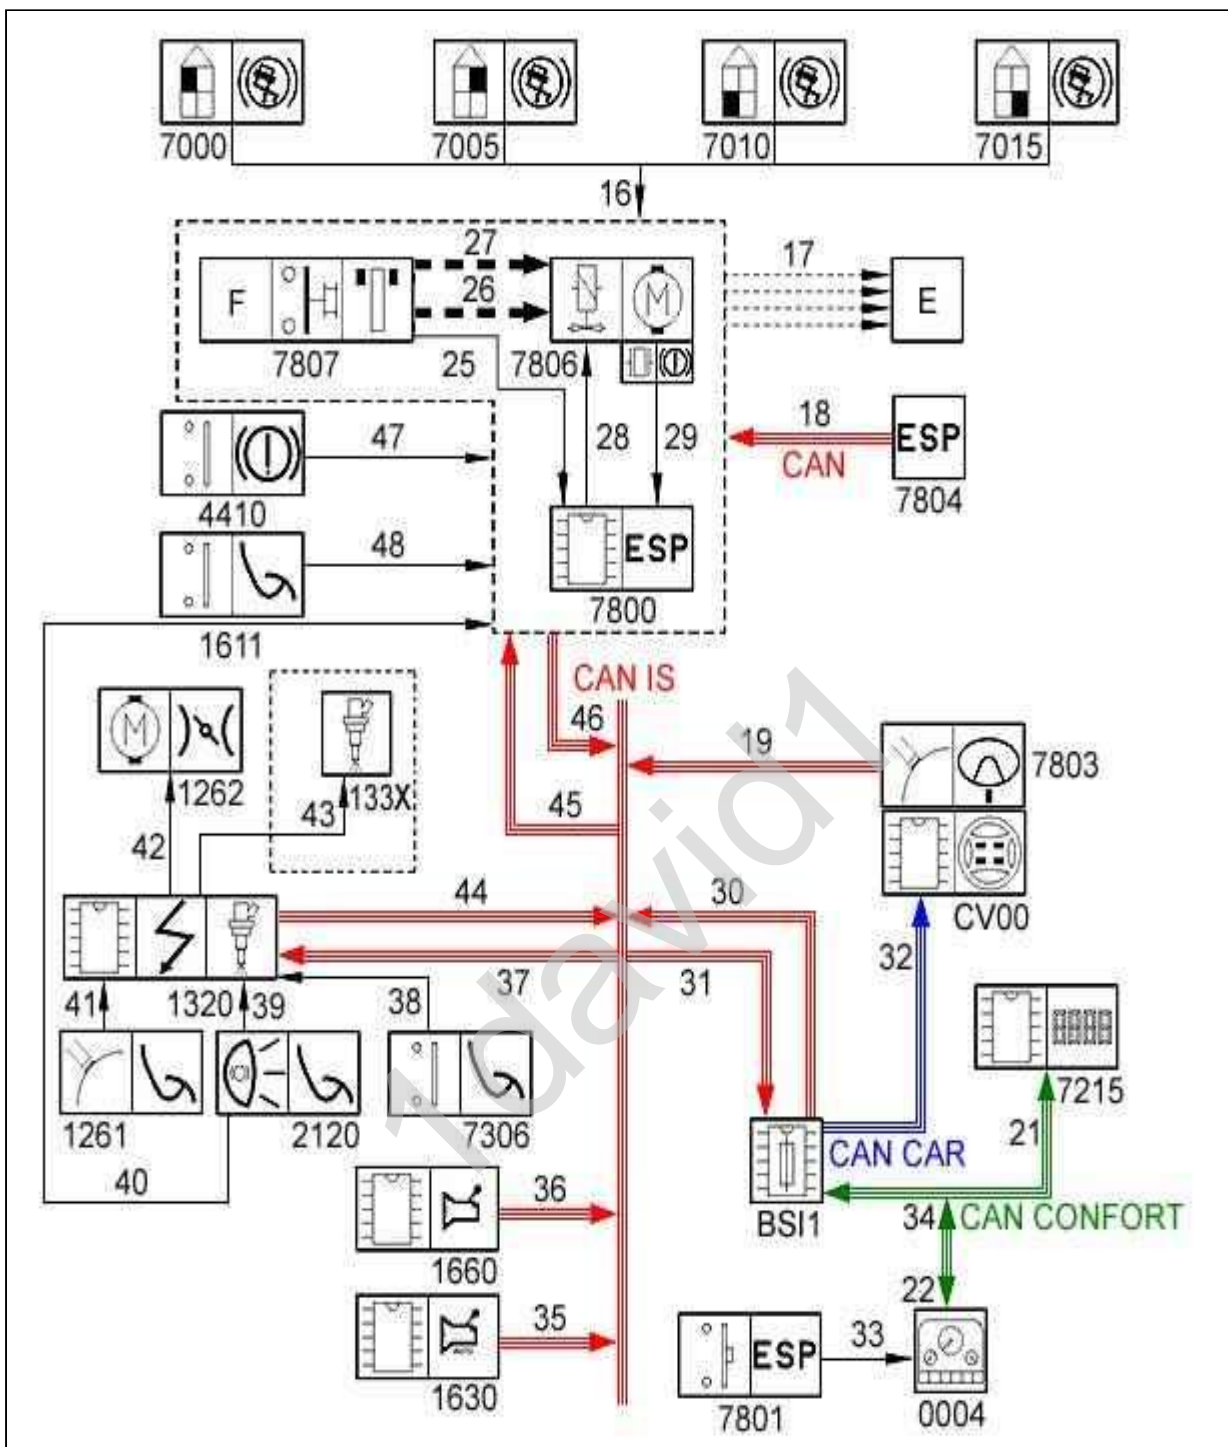 7000 7005 7010 7015
16
27 17
F M E
26
7807 25 7806
28 29 18
47 ESP
CAN
4410 7804
48 ESP
7800
1611
CAN IS
M 46 19
7803
1262 43 133X 45
42
44 30 CV00
32
41 1320 39 38 37 31
7215
1261 2120 7306 21
CAN CAR
40 36 BSI1 34 CAN CONFORT
1660 22
35 33
AUTO ESP
1630 7801 0004
1david1